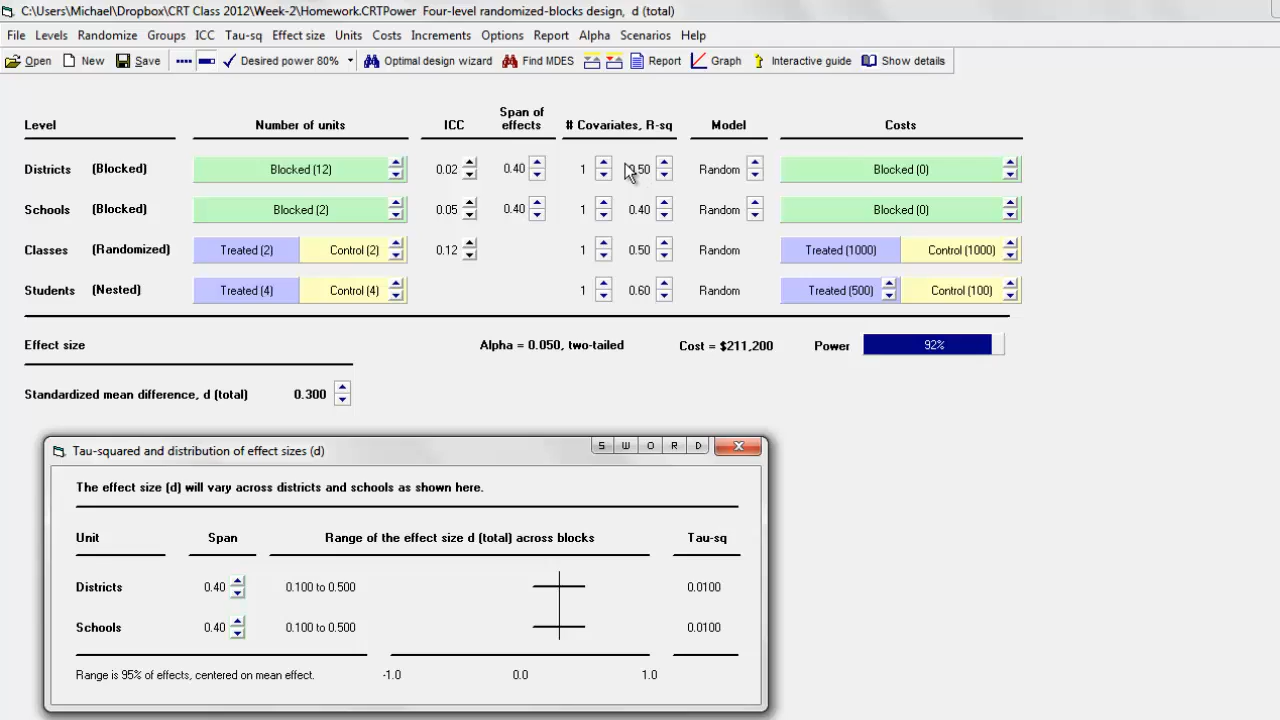 C:\Users\Michael\Dropbox\CRT Class 2012\Week-2\Homework.CRTPower Four-level randomized-blocks design, d (total)
File Levels Randomize Groups ICC Tau-sq Effect size Units Costs Increments Options Report Alpha Scenarios Help
Open New Save Desired power 80% Optimal design wizard Find MDES Report Graph Interactive guide Show details
Level Number of units ICC Span of effects # Covariates, R-sq Model Costs
Districts (Blocked) Blocked (12) 0.02 0.40 1 0.50 Random Blocked (0)
Schools (Blocked) Blocked (2) 0.05 0.40 1 0.40 Random Blocked (0)
Classes (Randomized) Treated (2) Control (2) 0.12 1 0.50 Random Treated (1000) Control (1000)
Students (Nested) Treated (4) Control (4) 1 0.60 Random Treated (500) Control (100)
Effect size Alpha = 0.050, two-tailed Cost = $211,200 Power 92%
Standardized mean difference, d (total) 0.300
Tau-squared and distribution of effect sizes (d) S W O R D
The effect size (d) will vary across districts and schools as shown here.
Unit Span Range of the effect size d (total) across blocks Tau-sq
Districts 0.40 0.100 to 0.500 0.0100
Schools 0.40 0.100 to 0.500 0.0100
Range is 95% of effects, centered on mean effect. -1.0 0.0 1.0